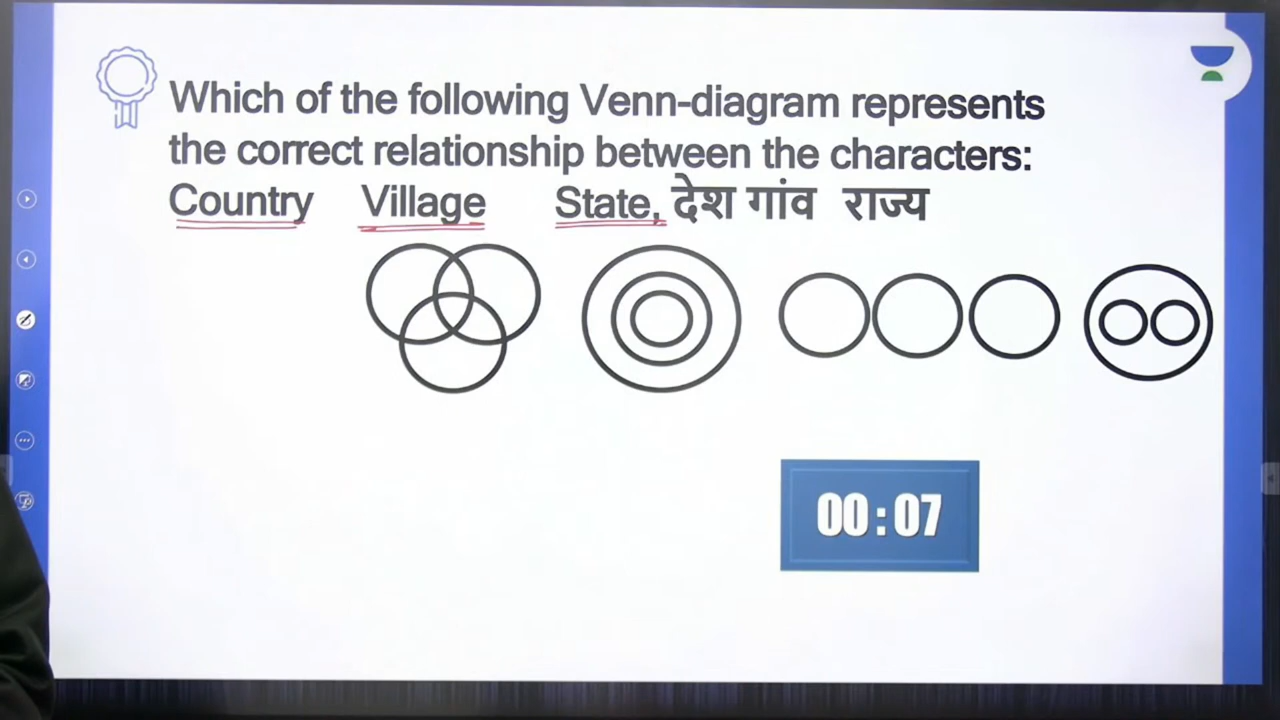 Which of the following Venn-diagram represents
the correct relationship between the characters:
Country Village State, देश गांव राज्य
00:07